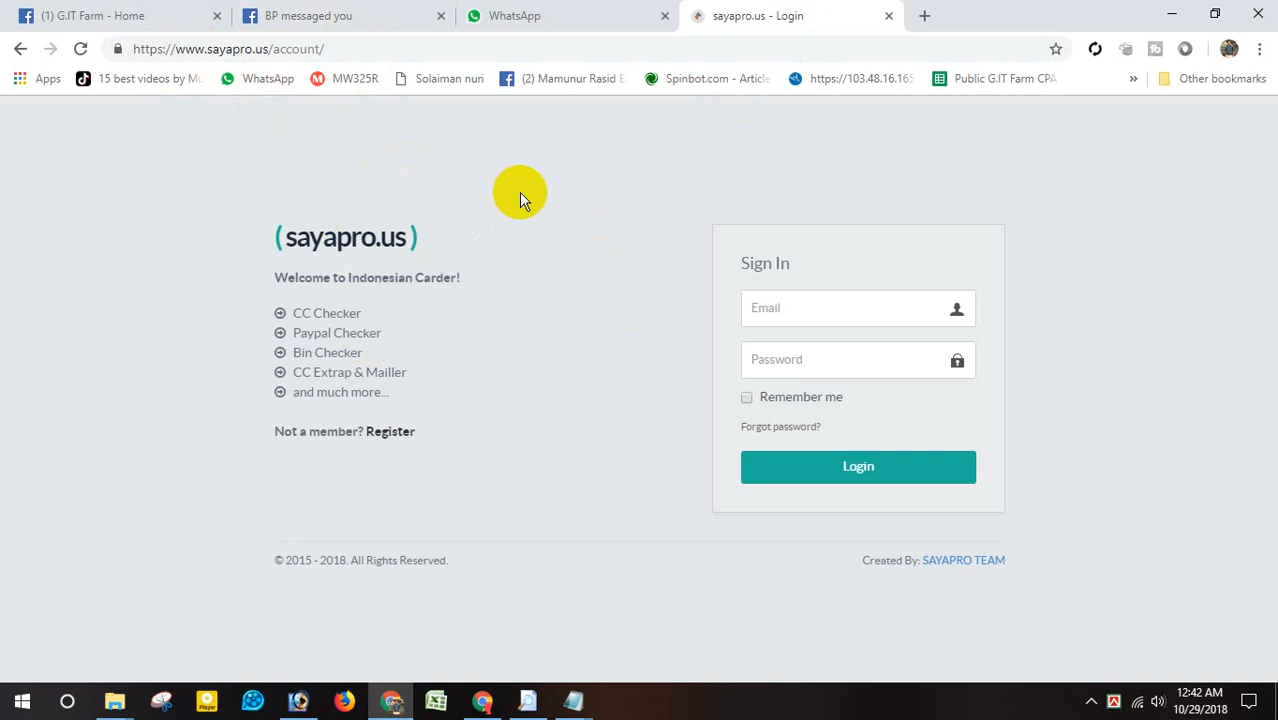 (1) G.IT Farm - Home
BP messaged you
WhatsApp
sayapro.us - Login
https://www.sayapro.us/account/
Apps
15 best videos by Mu
WhatsApp
MW325R
Solaiman nuri
(2) Mamunur Rasid E
Spinbot.com - Article
https://103.48.16.165
Public G.IT Farm CPA
»
Other bookmarks
(sayapro.us)
Welcome to Indonesian Carder!
CC Checker
Paypal Checker
Bin Checker
CC Extrap & Mailler
and much more...
Not a member? Register
Sign In
Email
Password
Remember me
Forgot password?
Login
© 2015 - 2018. All Rights Reserved.
Created By: SAYAPRO TEAM
12:42 AM
10/29/2018